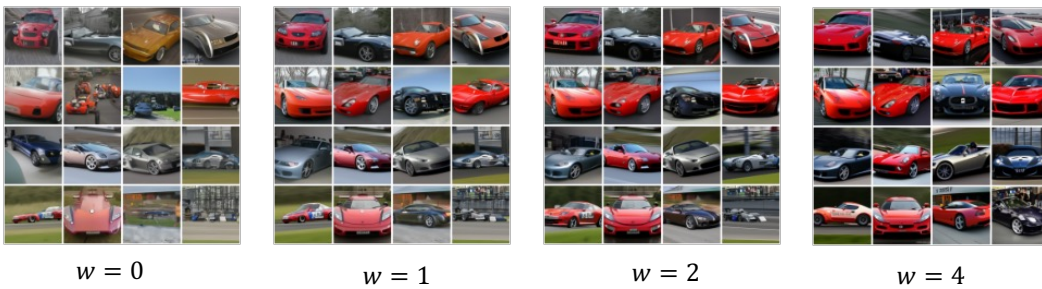 w = 0
w = 1
w = 2
w = 4